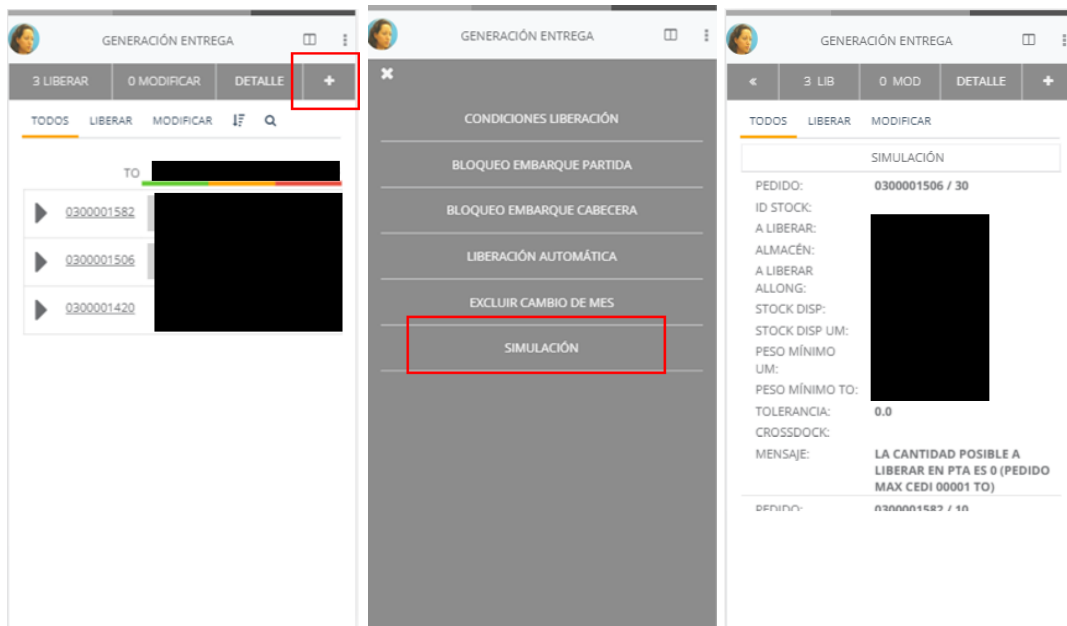 GENERACIÓN ENTREGA
3 LIBERAR 0 MODIFICAR DETALLE +
TODOS LIBERAR MODIFICAR
TO
0300001582
0300001506
0300001420
GENERACIÓN ENTREGA
CONDICIONES LIBERACIÓN
BLOQUEO EMBARQUE PARTIDA
BLOQUEO EMBARQUE CABECERA
LIBERACIÓN AUTOMÁTICA
EXCLUIR CAMBIO DE MES
SIMULACIÓN
GENERACIÓN ENTREGA
« 3 LIB 0 MOD DETALLE +
TODOS LIBERAR MODIFICAR
SIMULACIÓN
PEDIDO: 0300001506 / 30
ID STOCK:
A LIBERAR:
ALMACÉN:
A LIBERAR
ALLONG:
STOCK DISP:
STOCK DISP UM:
PESO MÍNIMO
UM:
PESO MÍNIMO TO:
TOLERANCIA: 0.0
CROSSDOCK:
MENSAJE: LA CANTIDAD POSIBLE A
LIBERAR EN PTA ES 0 (PEDIDO
MAX CEDI 00001 TO)
PEDIDO: 0300001582 / 10